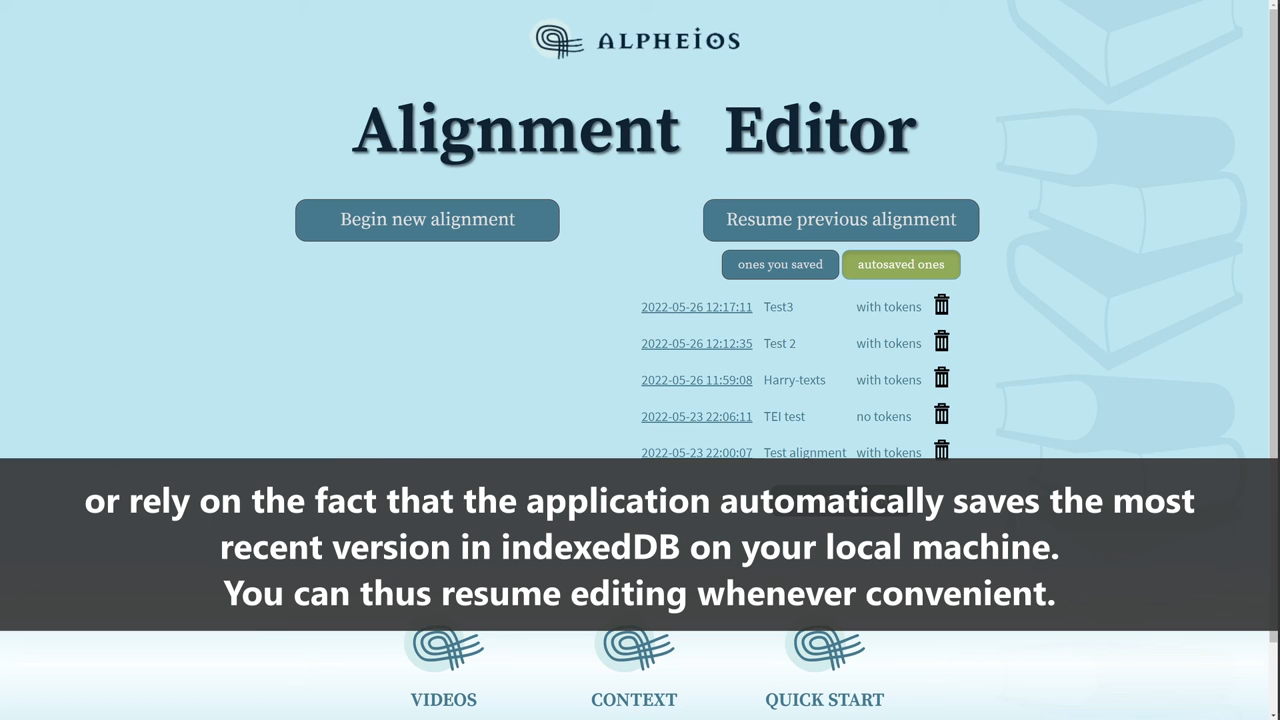 ALPHEIOS
Alignment Editor
Begin new alignment
Resume previous alignment
ones you saved
autosaved ones
2022-05-26 12:17:11 Test3 with tokens
2022-05-26 12:12:35 Test 2 with tokens
2022-05-26 11:59:08 Harry-texts with tokens
2022-05-23 22:06:11 TEI test no tokens
2022-05-23 22:00:07 Test alignment with tokens
or rely on the fact that the application automatically saves the most
recent version in indexedDB on your local machine.
You can thus resume editing whenever convenient.
VIDEOS
CONTEXT
QUICK START